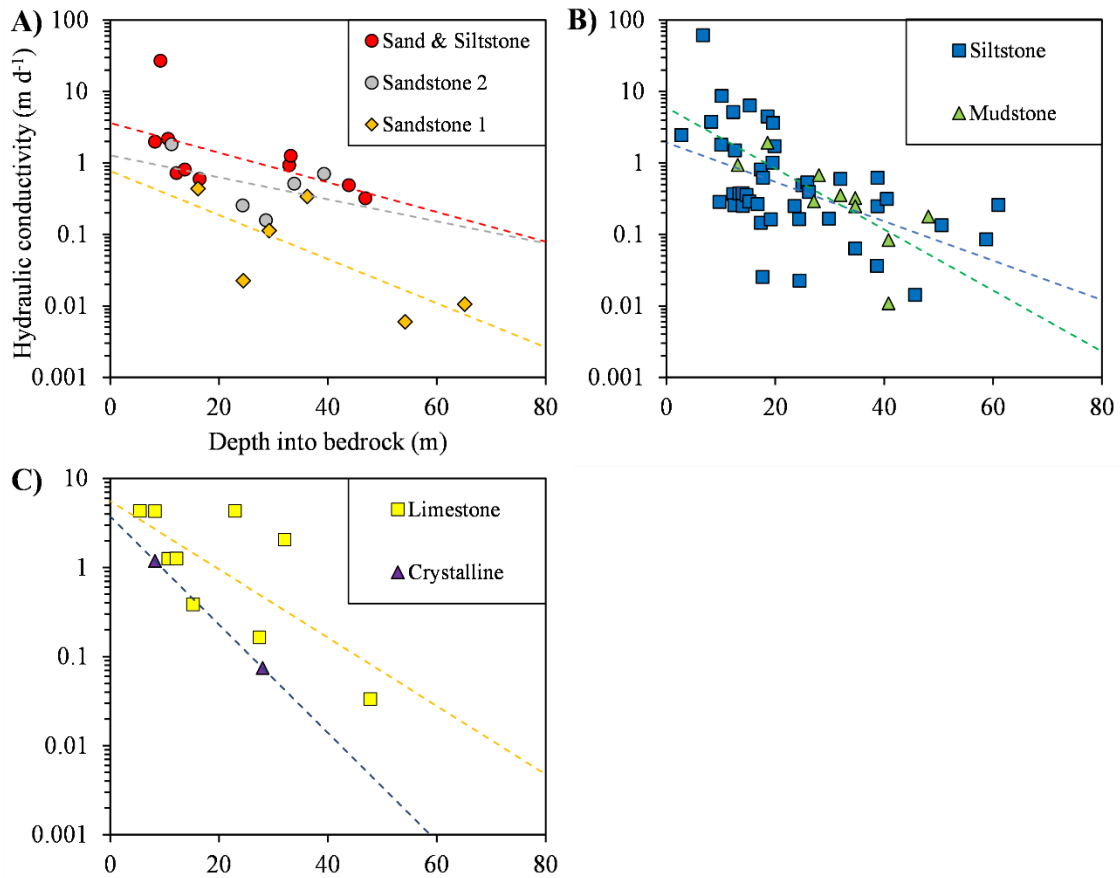 A)
100
10
1
0.1
0.01
0.001
0 20 40 60 80
Hydraulic conductivity (m d⁻¹)
Depth into bedrock (m)
Sand & Siltstone
Sandstone 2
Sandstone 1
B)
100
10
1
0.1
0.01
0.001
0 20 40 60 80
Siltstone
Mudstone
C)
10
1
0.1
0.01
0.001
0 20 40 60 80
Limestone
Crystalline